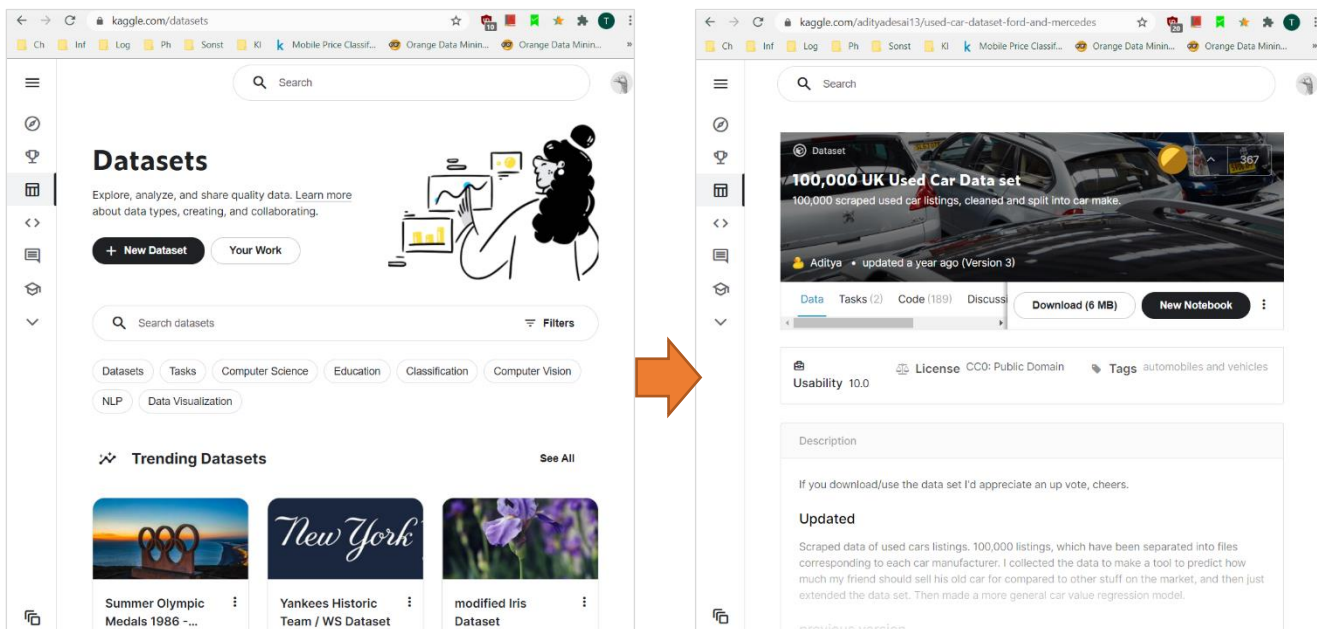 kaggle.com/datasets
10
T
Ch Inf Log Ph Sonst KI Mobile Price Classif... Orange Data Minin... Orange Data Minin... »
Search
Datasets
Explore, analyze, and share quality data. Learn more
about data types, creating, and collaborating.
+ New Dataset Your Work
Search datasets Filters
Datasets Tasks Computer Science Education Classification Computer Vision
NLP Data Visualization
Trending Datasets See All
New York
Summer Olympic
Medals 1986 -...
Yankees Historic
Team / WS Dataset
modified Iris
Dataset
kaggle.com/adityadesai13/used-car-dataset-ford-and-mercedes
20
T
Ch Inf Log Ph Sonst KI Mobile Price Classif... Orange Data Minin... Orange Data Minin... »
Search
Dataset
100,000 UK Used Car Data set
367
100,000 scraped used car listings, cleaned and split into car make.
Aditya • updated a year ago (Version 3)
Data Tasks (2) Code (189) Discussi Download (6 MB) New Notebook
Usability 10.0 License CC0: Public Domain Tags automobiles and vehicles
Description
If you download/use the data set I'd appreciate an up vote, cheers.
Updated
Scraped data of used cars listings. 100,000 listings, which have been separated into files
corresponding to each car manufacturer. I collected the data to make a tool to predict how
much my friend should sell his old car for compared to other stuff on the market, and then just
extended the data set. Then made a more general car value regression model.
previous version